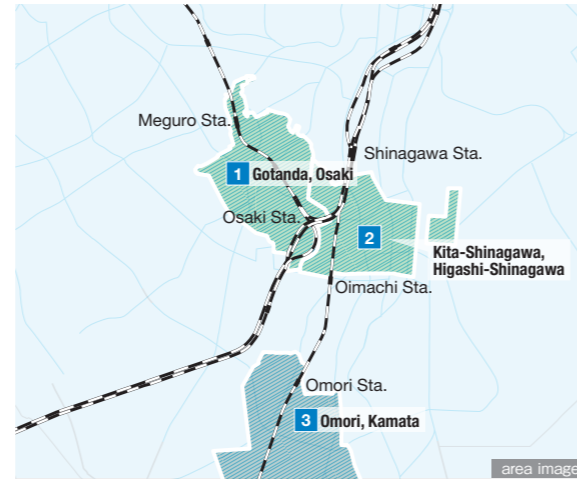 Meguro Sta.
Shinagawa Sta.
1 Gotanda, Osaki
Osaki Sta.
2
Kita-Shinagawa,
Higashi-Shinagawa
Oimachi Sta.
Omori Sta.
3 Omori, Kamata
area image